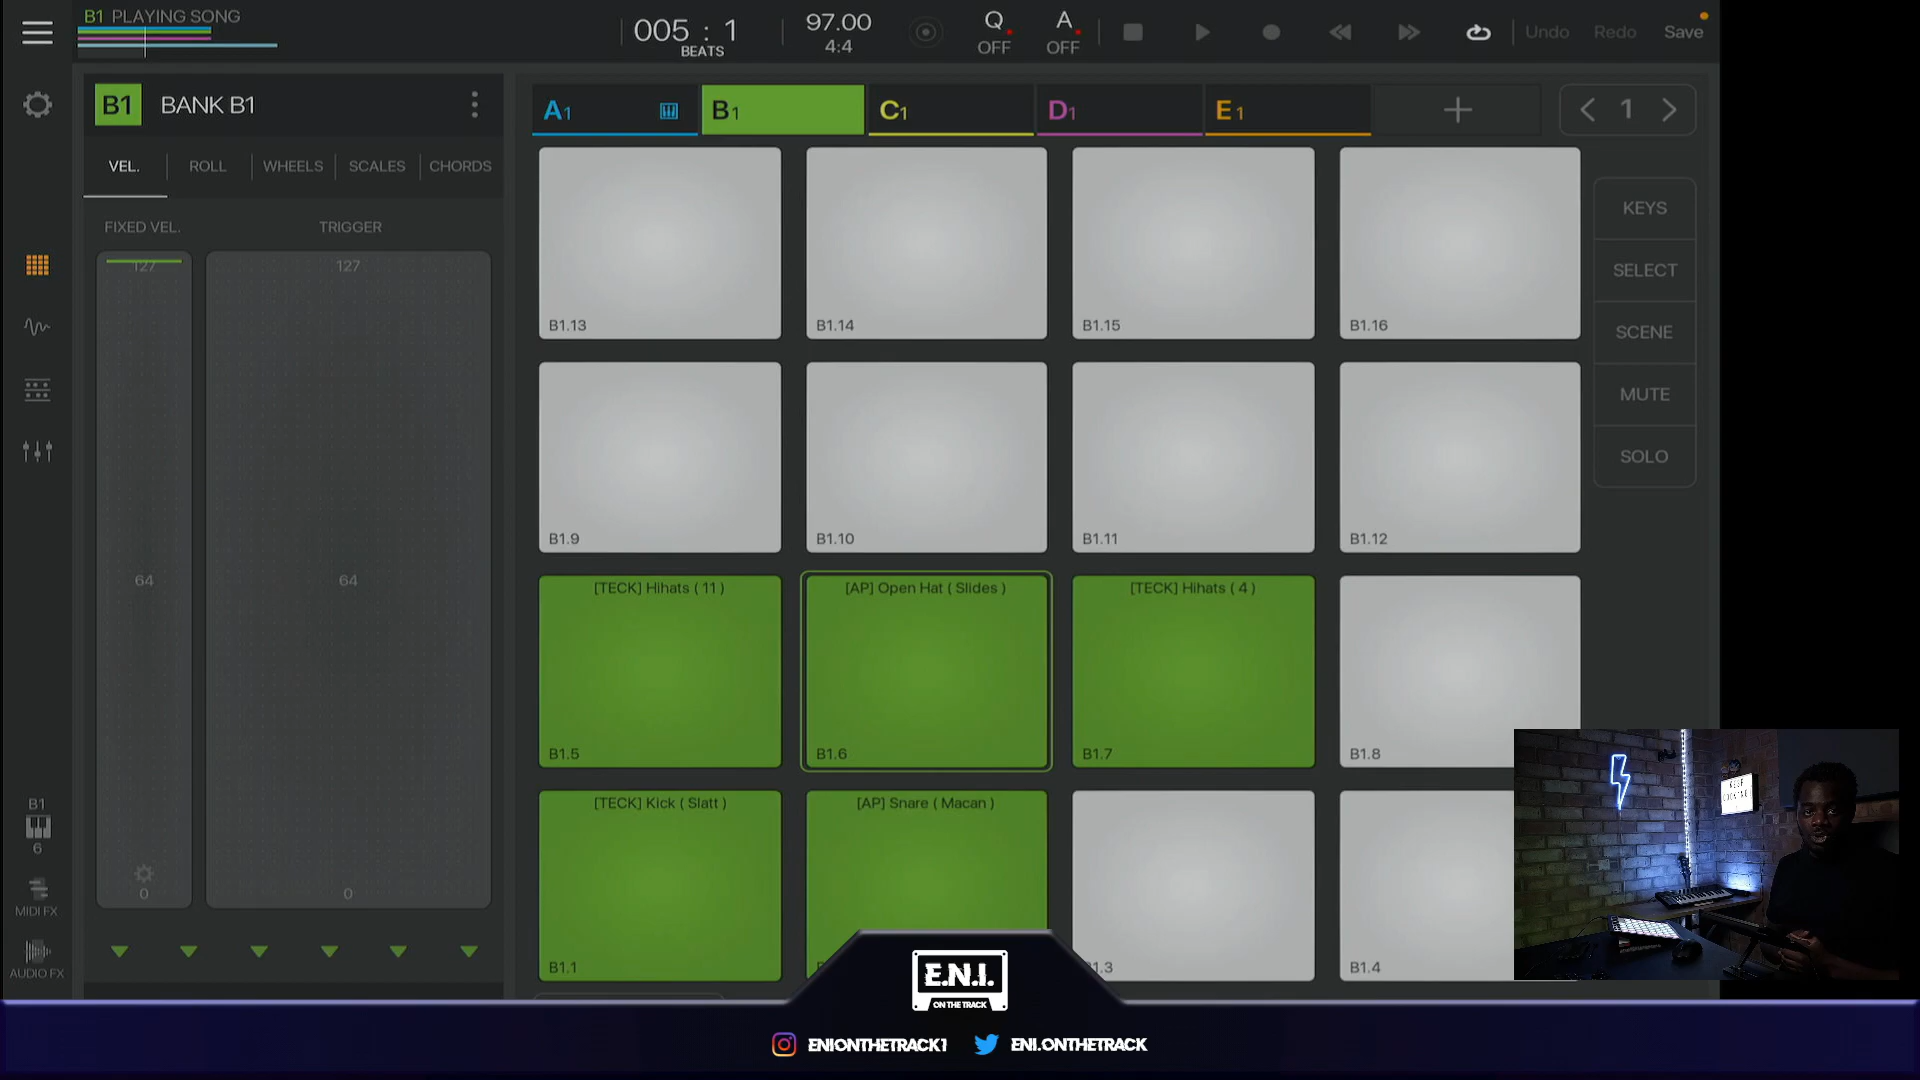 B1 PLAYING SONG
005 : 1
BEATS
97.00
4:4
Q
OFF
A
OFF
Undo
Redo
Save
B1
BANK B1
A1
B1
C1
D1
E1
1
VEL.
ROLL
WHEELS
SCALES
CHORDS
FIXED VEL.
TRIGGER
127
127
64
64
0
0
B1.13
B1.14
B1.15
B1.16
B1.9
B1.10
B1.11
B1.12
[TECK] Hihats ( 11 )
[AP] Open Hat ( Slides )
[TECK] Hihats ( 4 )
B1.5
B1.6
B1.7
B1.8
[TECK] Kick ( Slatt )
[AP] Snare ( Macan )
B1.1
.3
B1.4
KEYS
SELECT
SCENE
MUTE
SOLO
B1
6
MIDI FX
AUDIO FX
E.N.I.
ON THE TRACK
ENIONTHETRACK1
ENI.ONTHETRACK